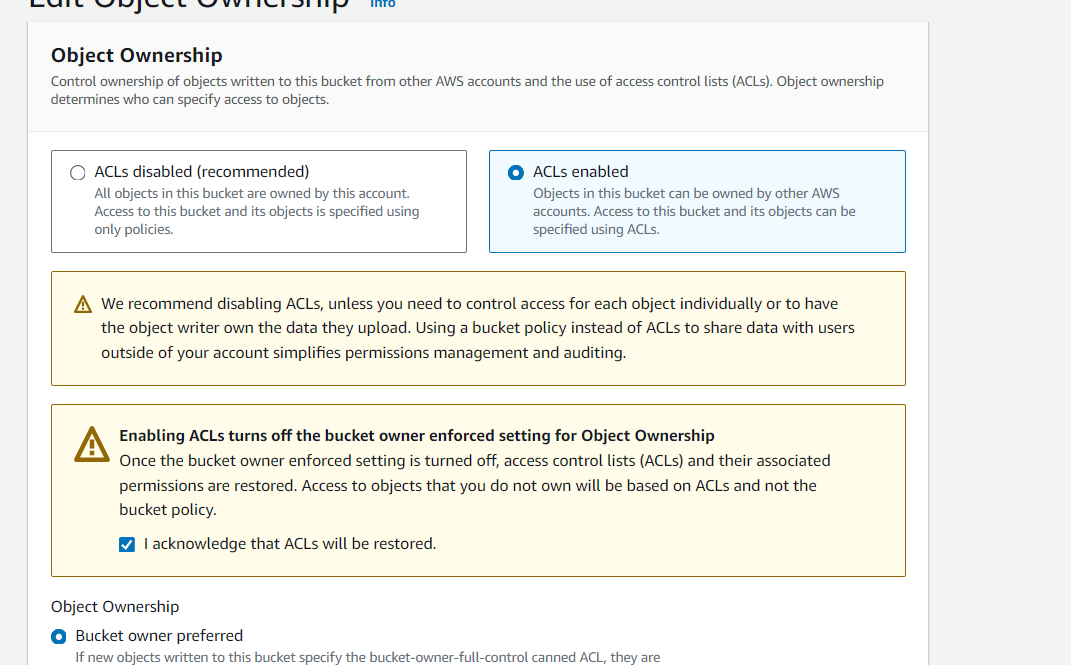 Edit Object Ownership Info
Object Ownership
Control ownership of objects written to this bucket from other AWS accounts and the use of access control lists (ACLs). Object ownership
determines who can specify access to objects.
ACLs disabled (recommended)
All objects in this bucket are owned by this account.
Access to this bucket and its objects is specified using
only policies.
ACLs enabled
Objects in this bucket can be owned by other AWS
accounts. Access to this bucket and its objects can be
specified using ACLs.
We recommend disabling ACLs, unless you need to control access for each object individually or to have
the object writer own the data they upload. Using a bucket policy instead of ACLs to share data with users
outside of your account simplifies permissions management and auditing.
Enabling ACLs turns off the bucket owner enforced setting for Object Ownership
Once the bucket owner enforced setting is turned off, access control lists (ACLs) and their associated
permissions are restored. Access to objects that you do not own will be based on ACLs and not the
bucket policy.
I acknowledge that ACLs will be restored.
Object Ownership
Bucket owner preferred
If new objects written to this bucket specify the bucket-owner-full-control canned ACL, they are